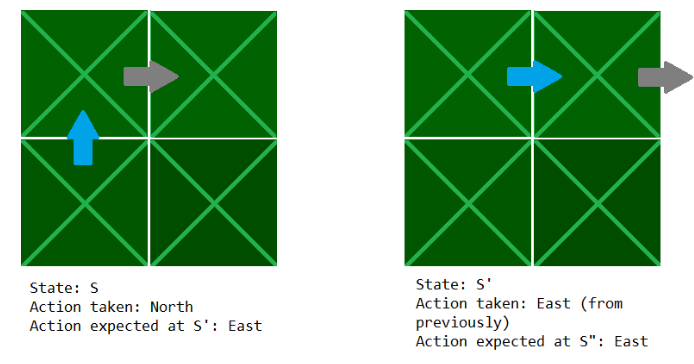 State: S
Action taken: North
Action expected at S': East
State: S'
Action taken: East (from
previously)
Action expected at S": East